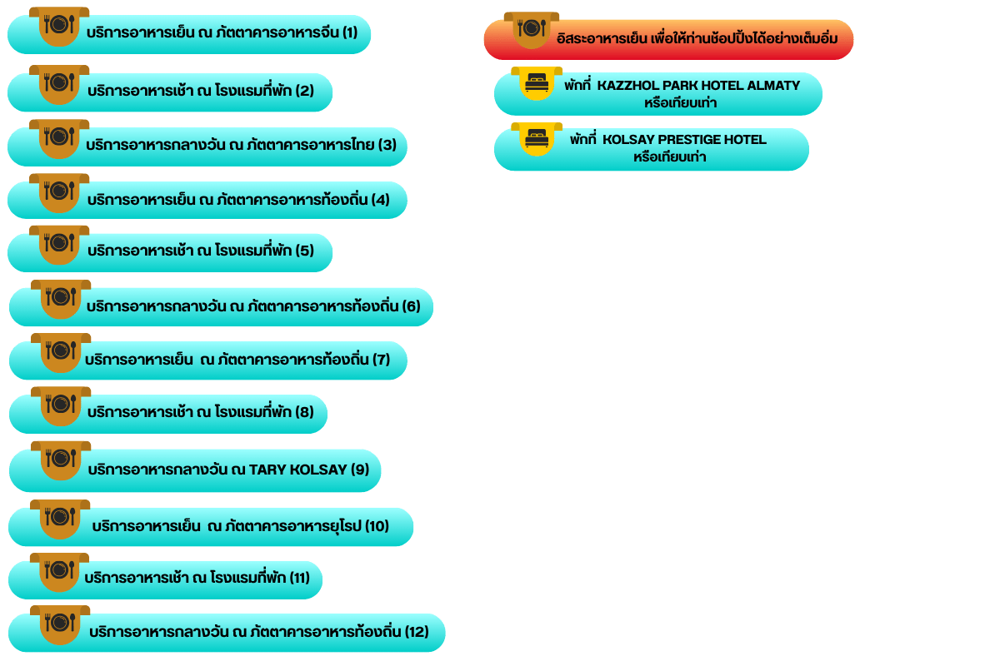 บริการอาหารเย็น ณ ภัตตาคารอาหารจีน (1)
บริการอาหารเช้า ณ โรงแรมที่พัก (2)
บริการอาหารกลางวัน ณ ภัตตาคารอาหารไทย (3)
บริการอาหารเย็น ณ ภัตตาคารอาหารท้องถิ่น (4)
บริการอาหารเช้า ณ โรงแรมที่พัก (5)
บริการอาหารกลางวัน ณ ภัตตาคารอาหารท้องถิ่น (6)
บริการอาหารเย็น ณ ภัตตาคารอาหารท้องถิ่น (7)
บริการอาหารเช้า ณ โรงแรมที่พัก (8)
บริการอาหารกลางวัน ณ TARY KOLSAY (9)
บริการอาหารเย็น ณ ภัตตาคารอาหารยุโรป (10)
บริการอาหารเช้า ณ โรงแรมที่พัก (11)
บริการอาหารกลางวัน ณ ภัตตาคารอาหารท้องถิ่น (12)
อิสระอาหารเย็น เพื่อให้ท่านช้อปปิ้งได้อย่างเต็มอิ่ม
พักที่ KAZZHOL PARK HOTEL ALMATY
หรือเทียบเท่า
พักที่ KOLSAY PRESTIGE HOTEL
หรือเทียบเท่า